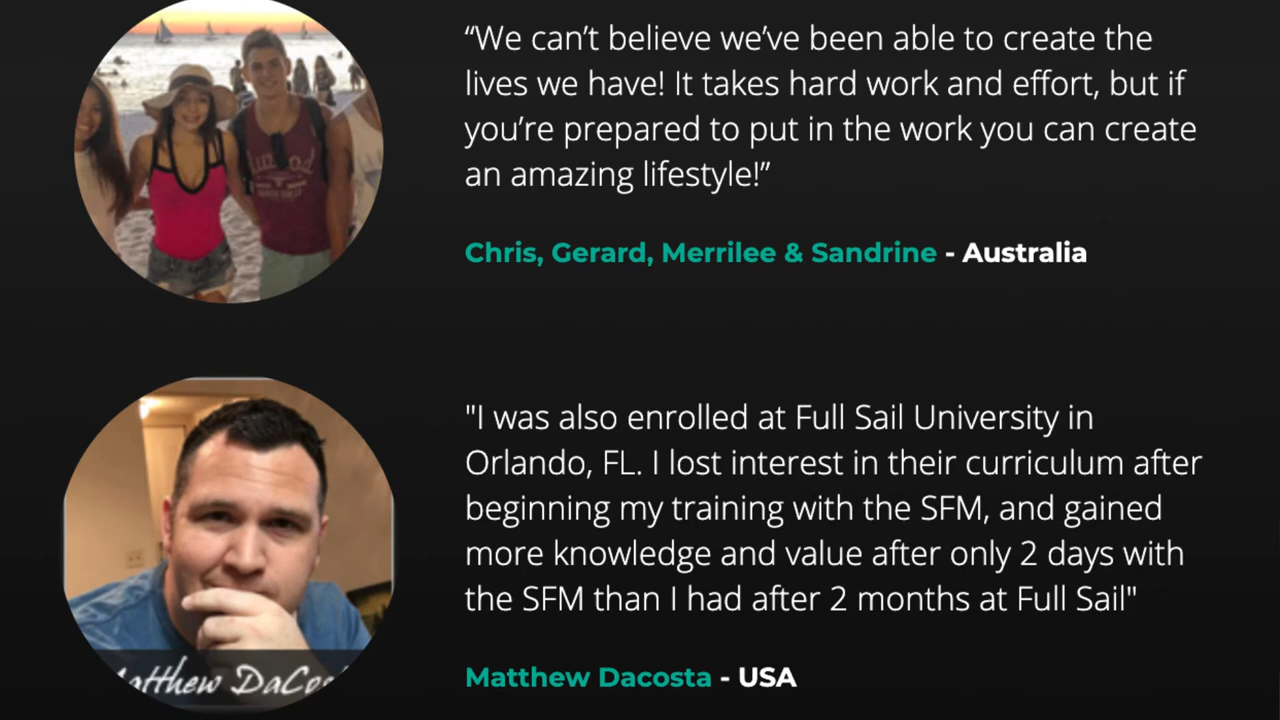 “We can’t believe we’ve been able to create the
lives we have! It takes hard work and effort, but if
you’re prepared to put in the work you can create
an amazing lifestyle!”
Chris, Gerard, Merrilee & Sandrine - Australia
"I was also enrolled at Full Sail University in
Orlando, FL. I lost interest in their curriculum after
beginning my training with the SFM, and gained
more knowledge and value after only 2 days with
the SFM than I had after 2 months at Full Sail"
Matthew Dacosta - USA